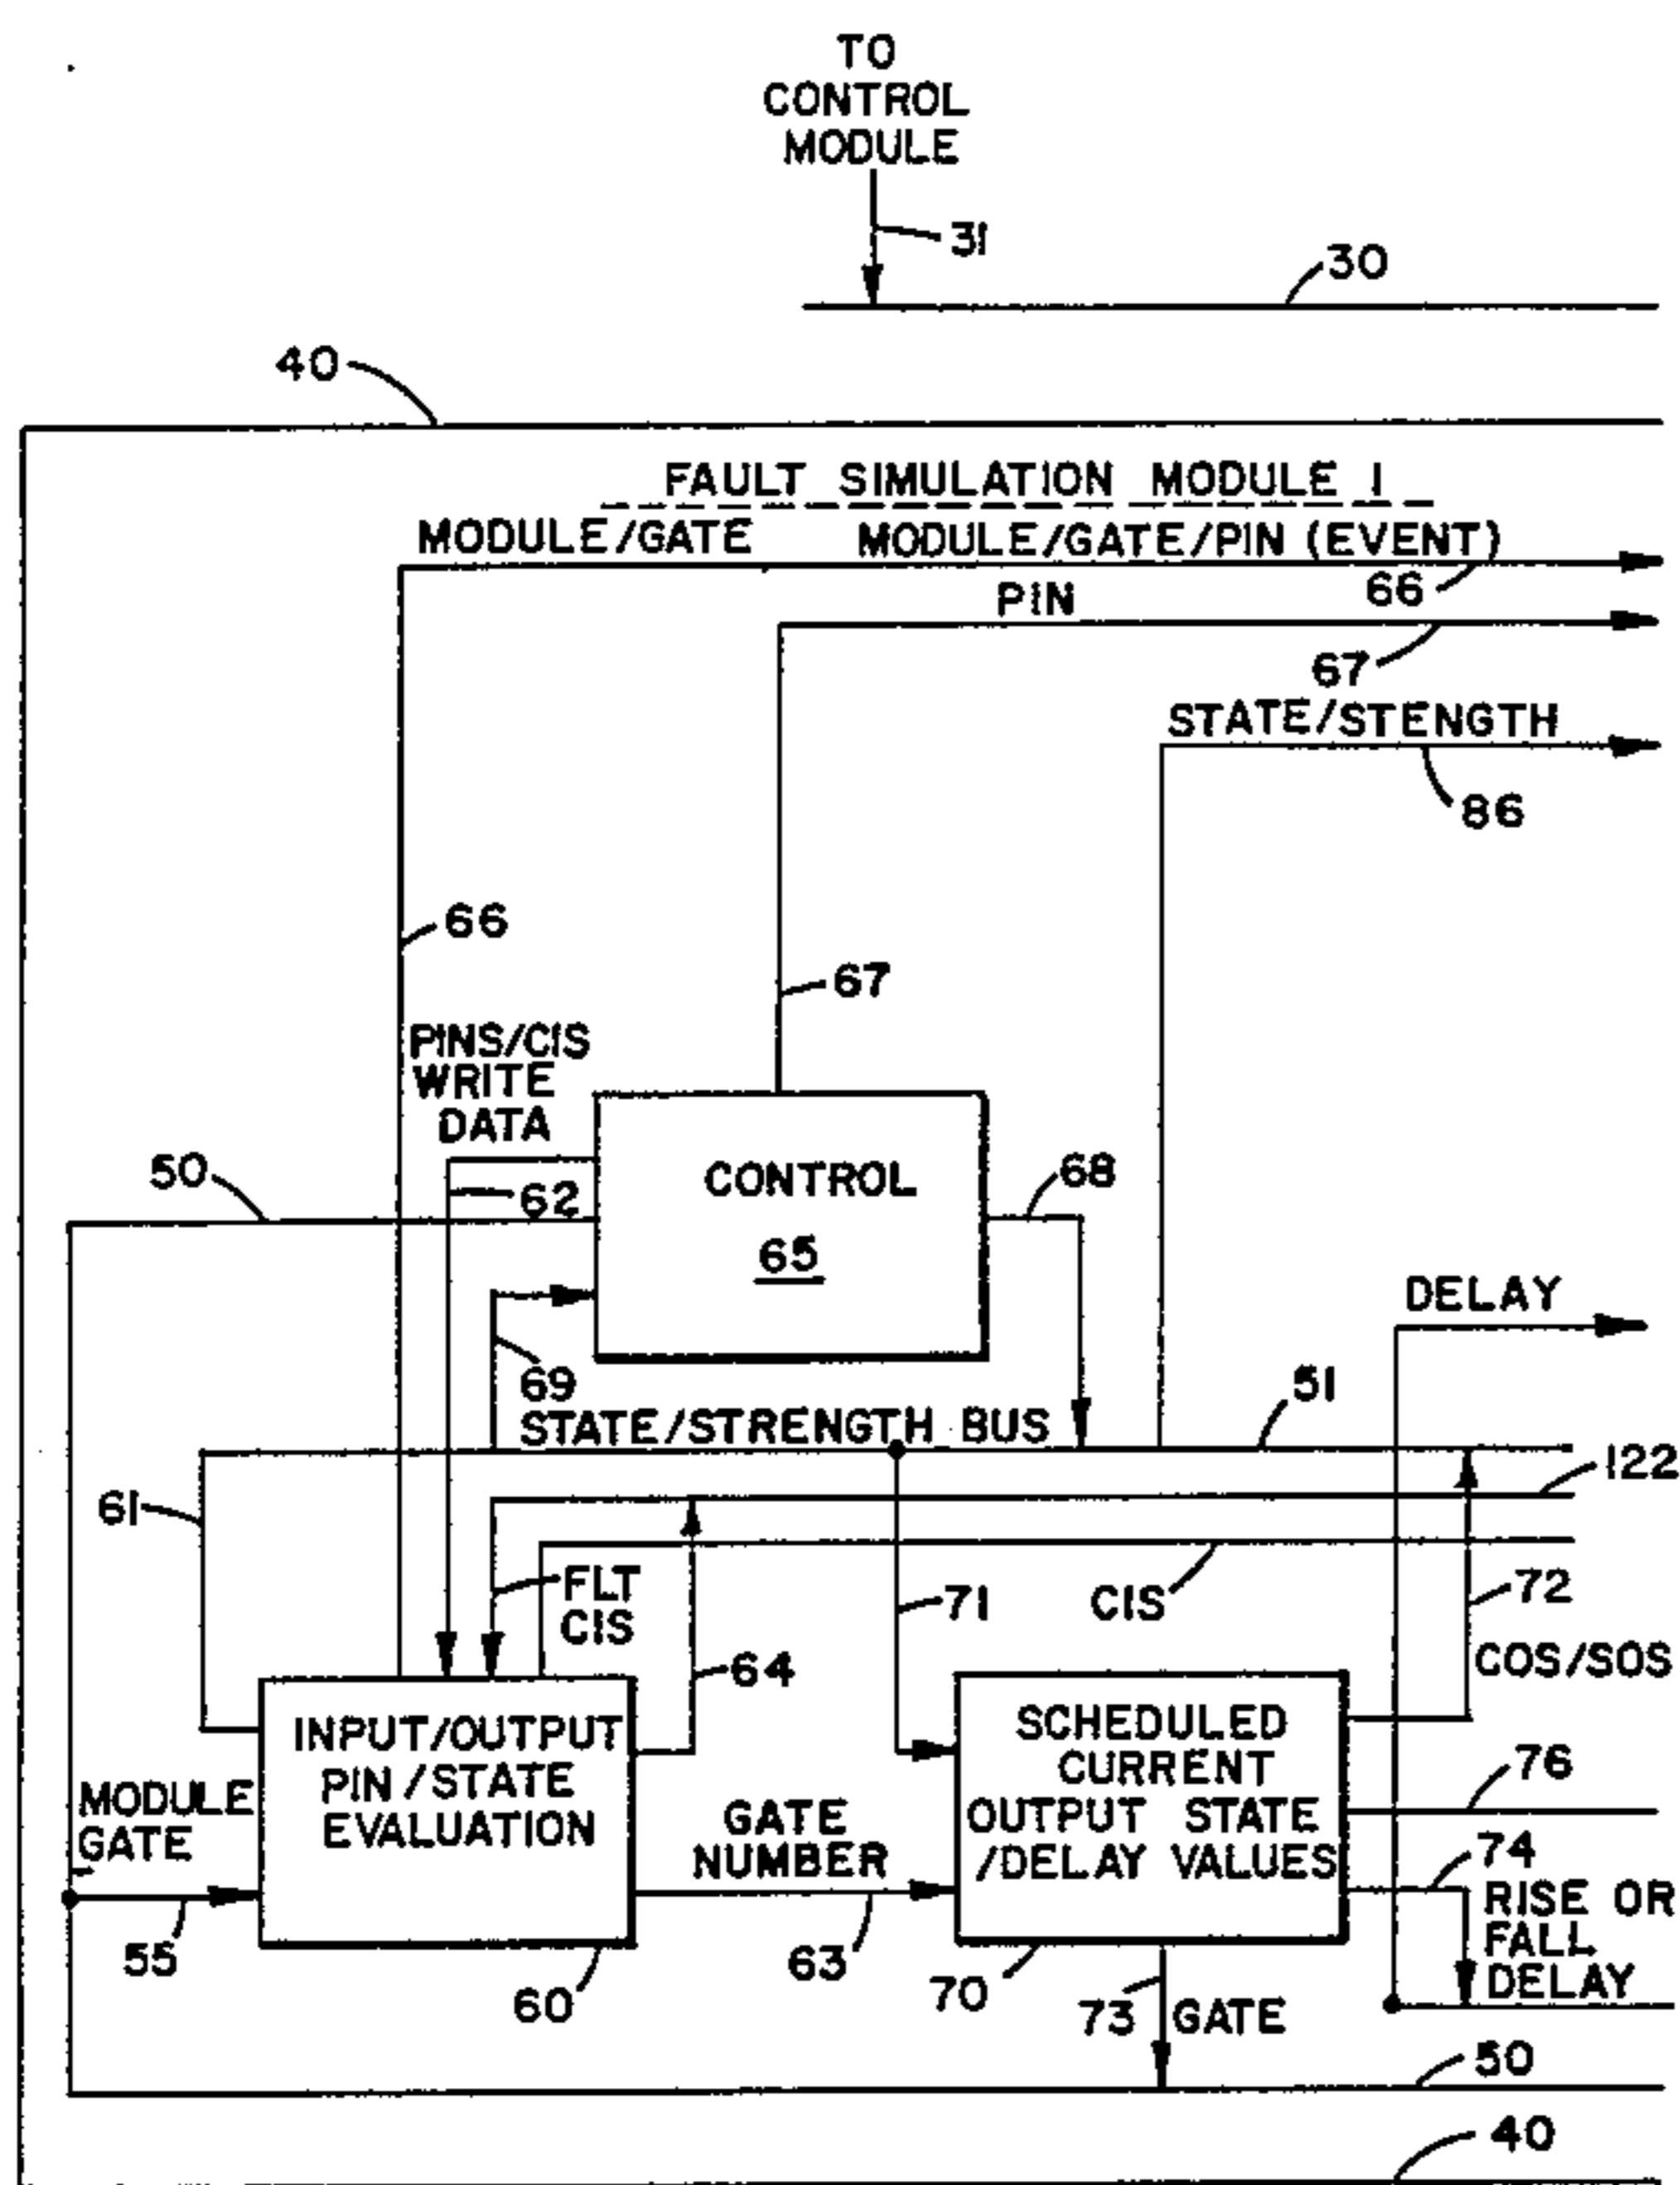 TO
CONTROL
MODULE
31
30
40
FAULT SIMULATION MODULE 1
MODULE/GATE
MODULE/GATE/PIN (EVENT)
66
PIN
67
STATE/STENGTH
86
66
67
PINS/CIS
WRITE
DATA
50
62
CONTROL
65
68
DELAY
69
STATE/STRENGTH BUS
51
122
61
FLT
CIS
71
CIS
72
COS/SOS
64
INPUT/OUTPUT
PIN/STATE
EVALUATION
SCHEDULED
CURRENT
OUTPUT STATE
/DELAY VALUES
76
MODULE
GATE
GATE
NUMBER
74
RISE OR
FALL
DELAY
55
60
63
70
73
GATE
50
40